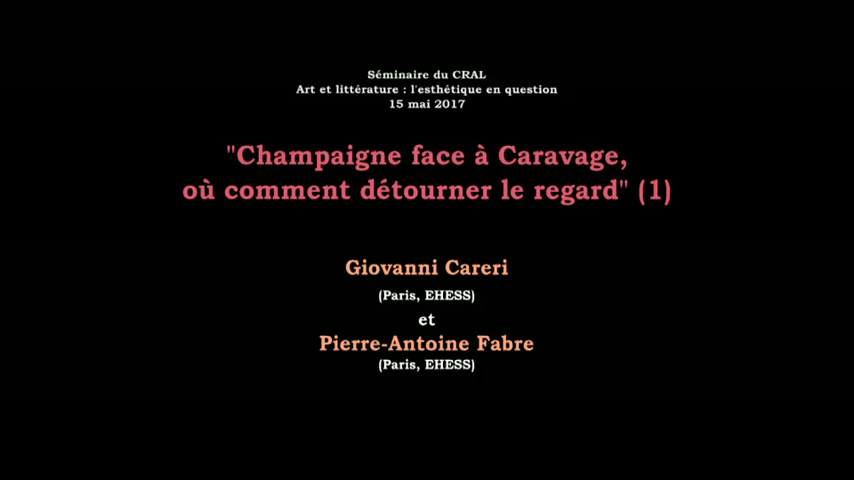 Séminaire du CRAL
Art et littérature : l'esthétique en question
15 mai 2017
"Champaigne face à Caravage,
où comment détourner le regard" (1)
Giovanni Careri
(Paris, EHESS)
et
Pierre-Antoine Fabre
(Paris, EHESS)